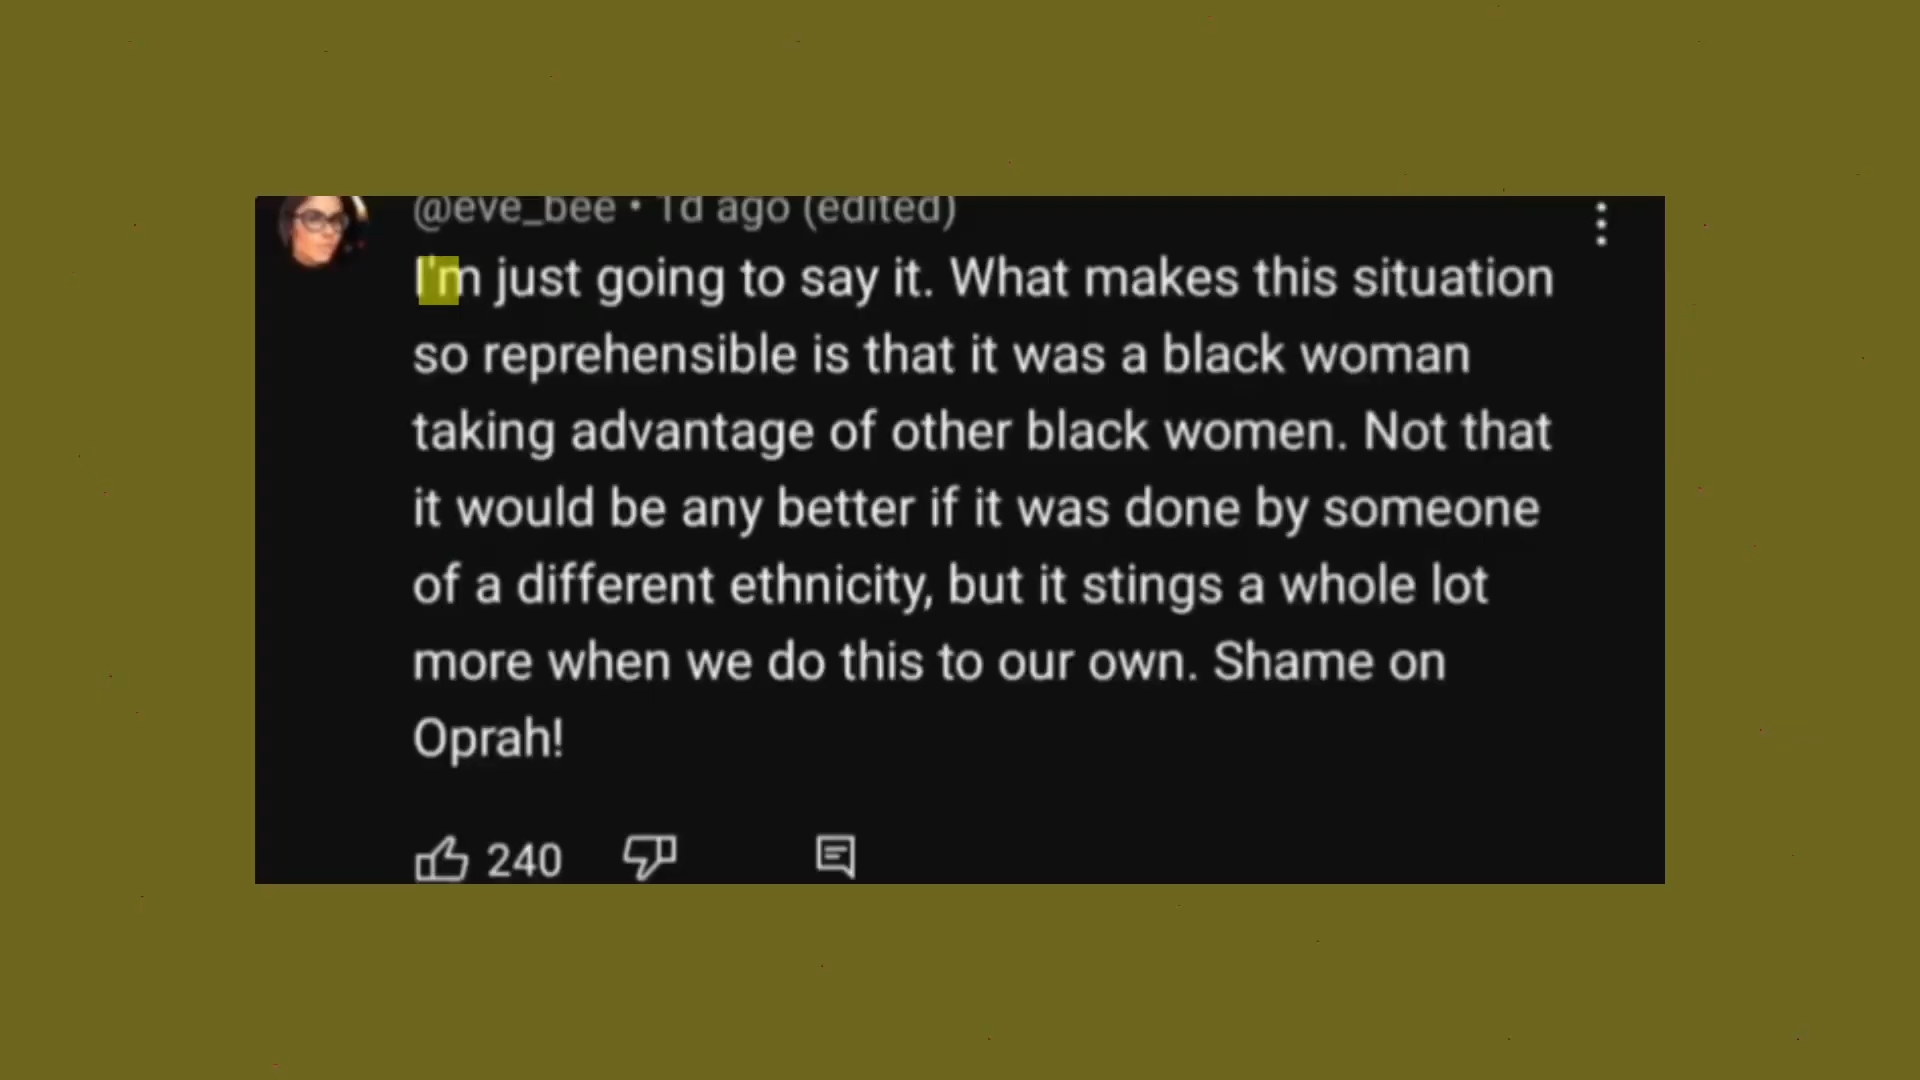 @eve_bee • 1d ago (edited)
I'm just going to say it. What makes this situation
so reprehensible is that it was a black woman
taking advantage of other black women. Not that
it would be any better if it was done by someone
of a different ethnicity, but it stings a whole lot
more when we do this to our own. Shame on
Oprah!
240